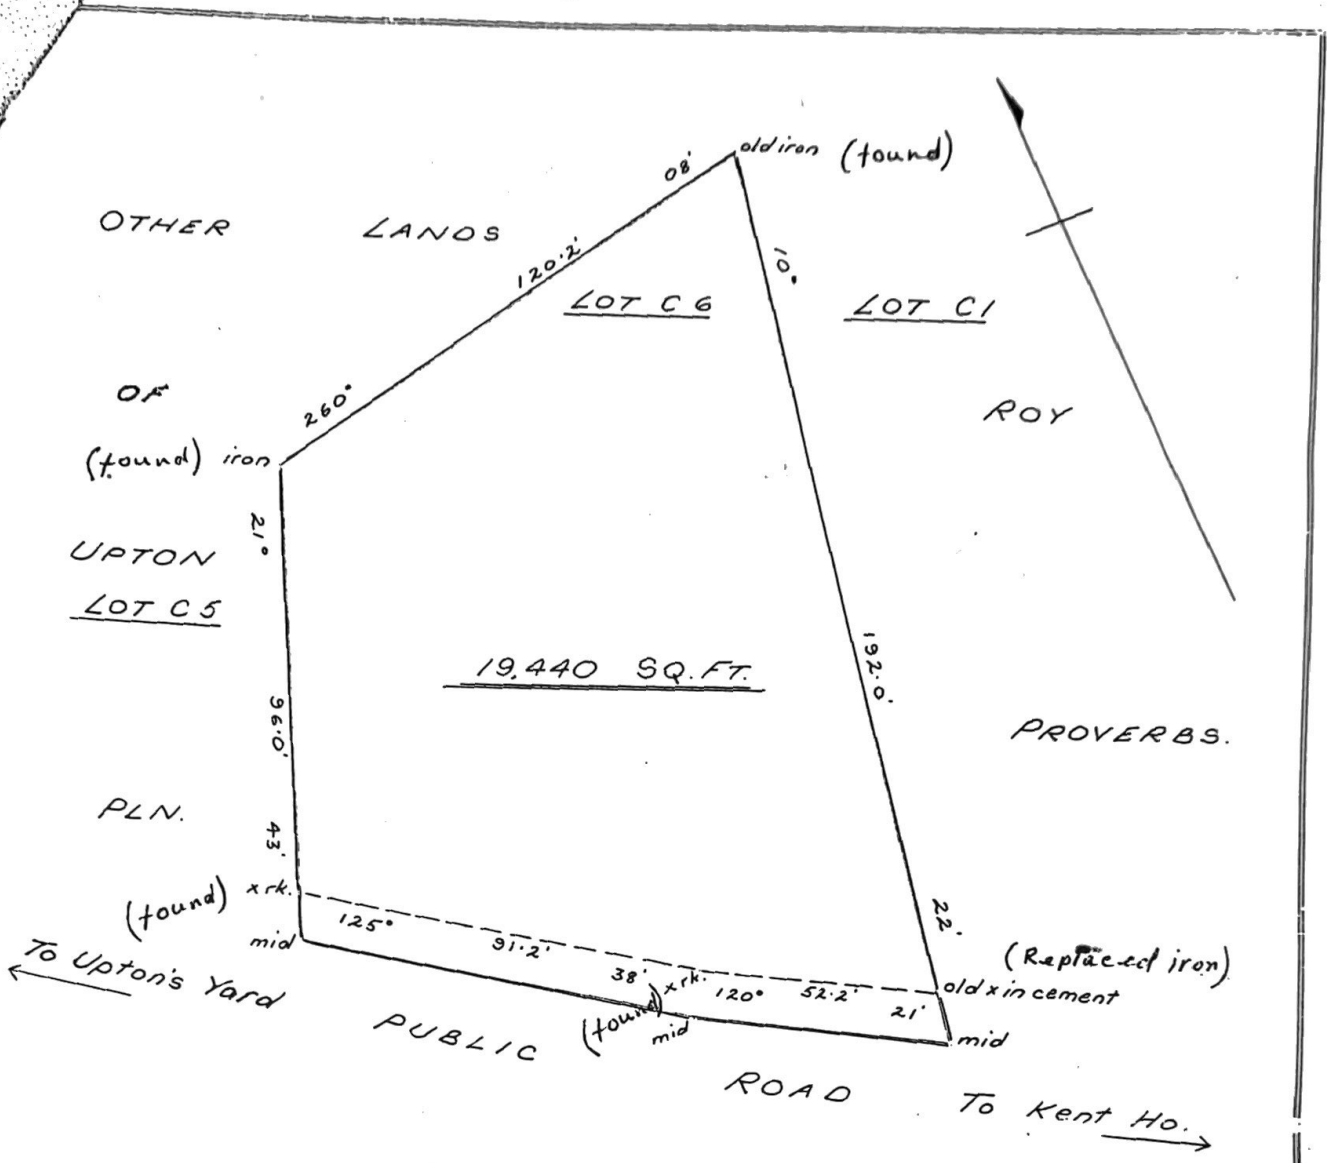 old iron (found)
08'
OTHER LANDS
120.2'
10°
LOT C 6
LOT C1
260°
OF
ROY
(found) iron
21°
UPTON
LOT C 5
19,440 SQ. FT.
192.0'
96.0'
PROVERBS.
PLN.
43'
22'
(found) x rk.
125°
91.2'
38'
x rk.
(found)
120°
52.2'
21'
(Replaced iron)
old x in cement
mid
mid
mid
To Upton's Yard
PUBLIC ROAD
To Kent Ho.